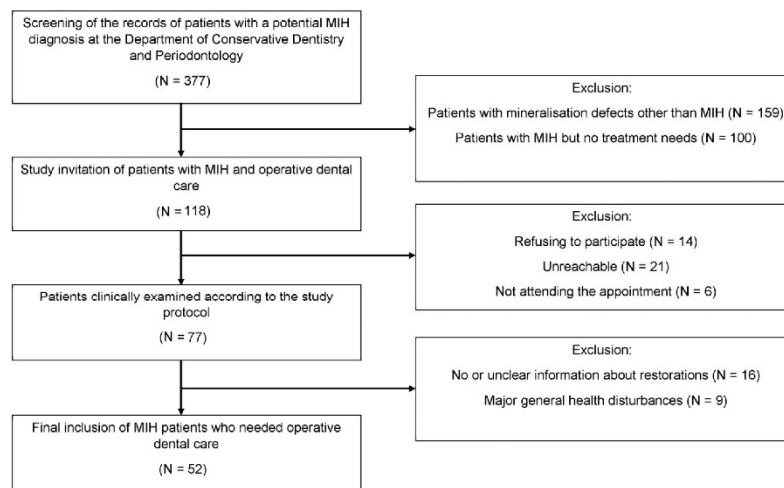 Screening of the records of patients with a potential MIH
diagnosis at the Department of Conservative Dentistry
and Periodontology
(N = 377)
Exclusion:
Patients with mineralisation defects other than MIH (N = 159)
Patients with MIH but no treatment needs (N = 100)
Study invitation of patients with MIH and operative dental
care
(N = 118)
Exclusion:
Refusing to participate (N = 14)
Unreachable (N = 21)
Not attending the appointment (N = 6)
Patients clinically examined according to the study
protocol
(N = 77)
Exclusion:
No or unclear information about restorations (N = 16)
Major general health disturbances (N = 9)
Final inclusion of MIH patients who needed operative
dental care
(N = 52)